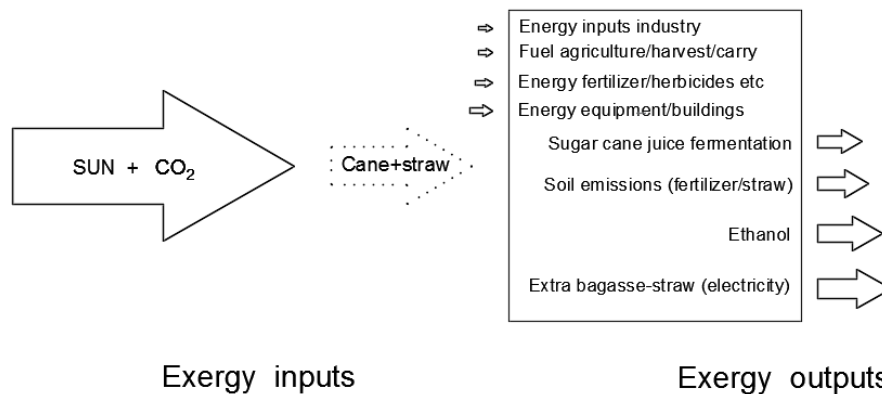 Energy inputs industry
Fuel agriculture/harvest/carry
Energy fertilizer/herbicides etc
Energy equipment/buildings
Sugar cane juice fermentation
SUN + CO2
Cane+straw
Soil emissions (fertilizer/straw)
Ethanol
Extra bagasse-straw (electricity)
Exergy inputs
Exergy outputs